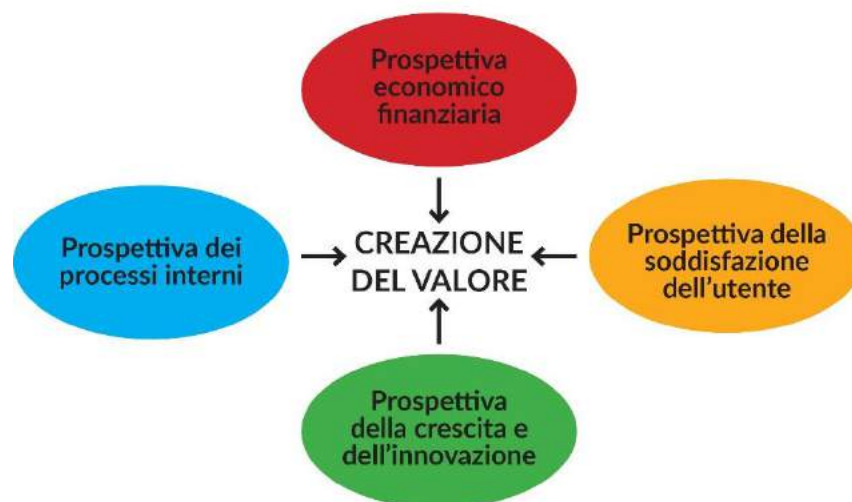 Prospettiva
economico
finanziaria
Prospettiva dei
processi interni
CREAZIONE
DEL VALORE
Prospettiva della
soddisfazione
dell'utente
Prospettiva
della crescita e
dell'innovazione